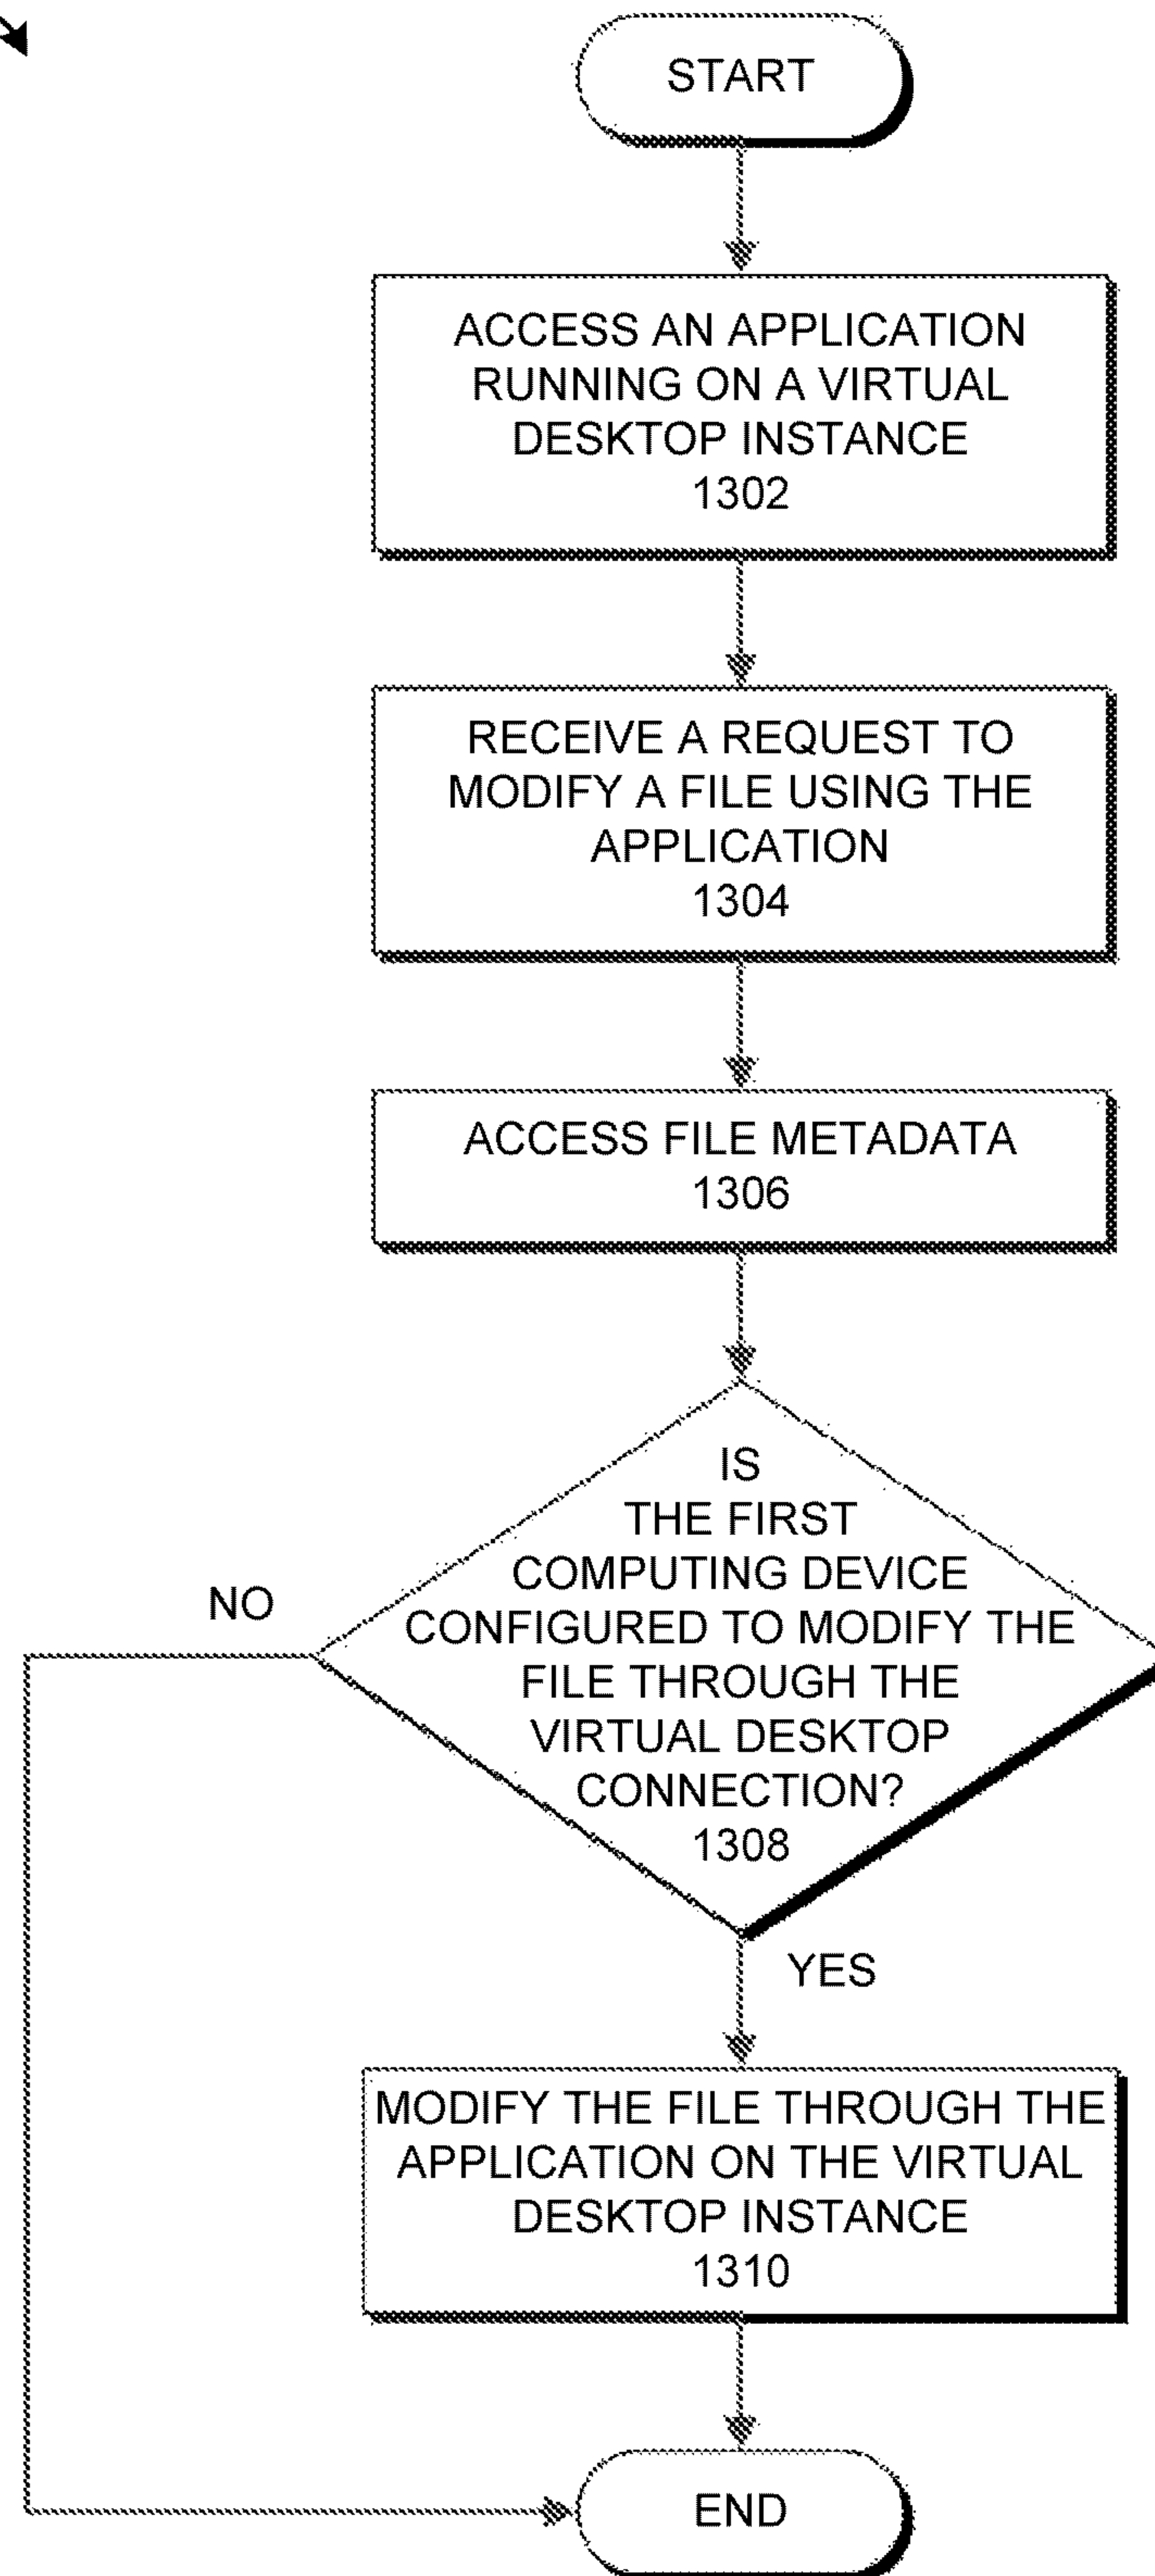 START
ACCESS AN APPLICATION
RUNNING ON A VIRTUAL
DESKTOP INSTANCE
1302
RECEIVE A REQUEST TO
MODIFY A FILE USING THE
APPLICATION
1304
ACCESS FILE METADATA
1306
IS
THE FIRST
COMPUTING DEVICE
CONFIGURED TO MODIFY THE
FILE THROUGH THE
VIRTUAL DESKTOP
CONNECTION?
1308
NO
YES
MODIFY THE FILE THROUGH THE
APPLICATION ON THE VIRTUAL
DESKTOP INSTANCE
1310
END